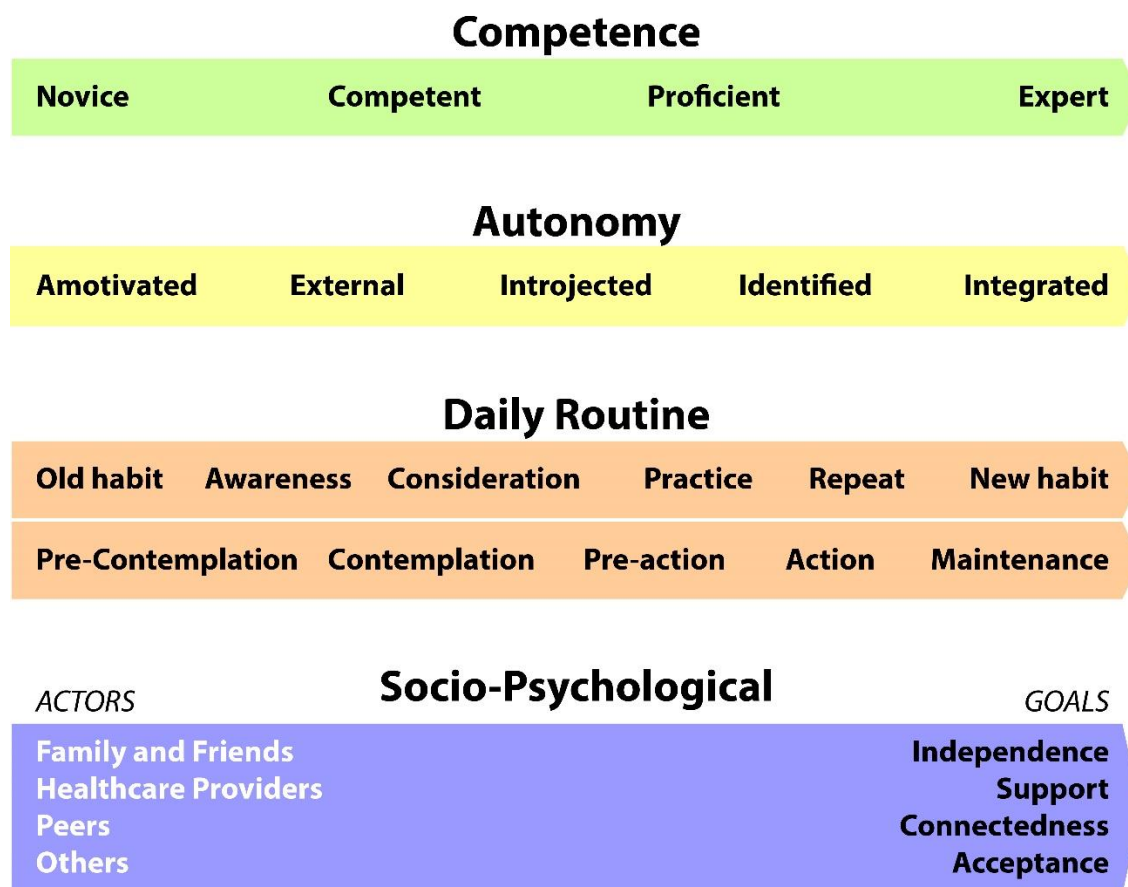 Competence
Novice Competent Proficient Expert
Autonomy
Amotivated External Introjected Identified Integrated
Daily Routine
Old habit Awareness Consideration Practice Repeat New habit
Pre-Contemplation Contemplation Pre-action Action Maintenance
ACTORS Socio-Psychological GOALS
Family and Friends Independence
Healthcare Providers Support
Peers Connectedness
Others Acceptance